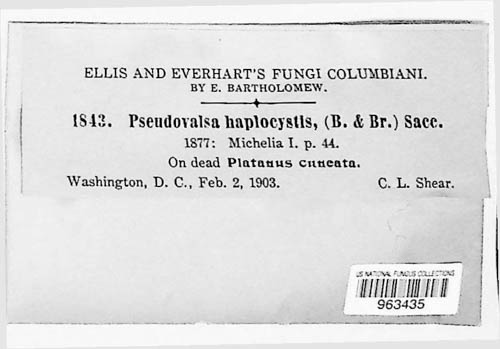 ELLIS AND EVERHART'S FUNGI COLUMBIANI.
BY E. BARTHOLOMEW.
1843. Pseudovalsa haplocystis, (B. & Br.) Sacc.
1877: Michelia I. p. 44.
On dead Platanus cuneata.
Washington, D. C., Feb. 2, 1903. C. L. Shear.
US NATIONAL FUNGUS COLLECTIONS
963435